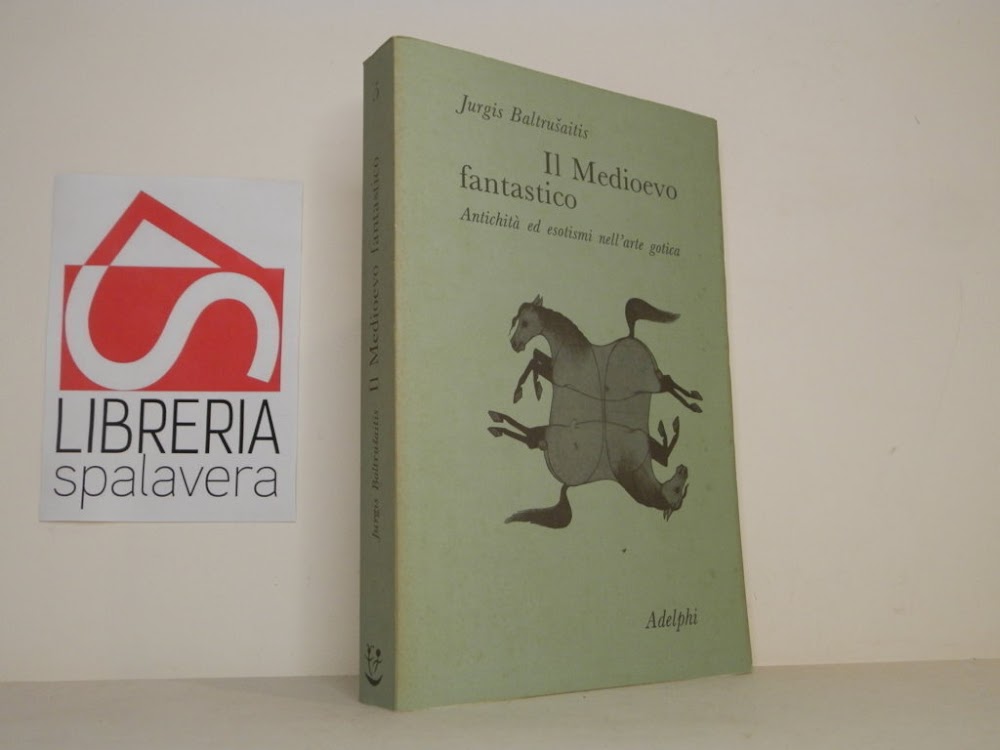 LIBRERIA
spalavera
Jurgis Baltrušaitis Il Medioevo fantastico
Jurgis Baltrušaitis
Il Medioevo
fantastico
Antichità ed esotismi nell'arte gotica
Adelphi